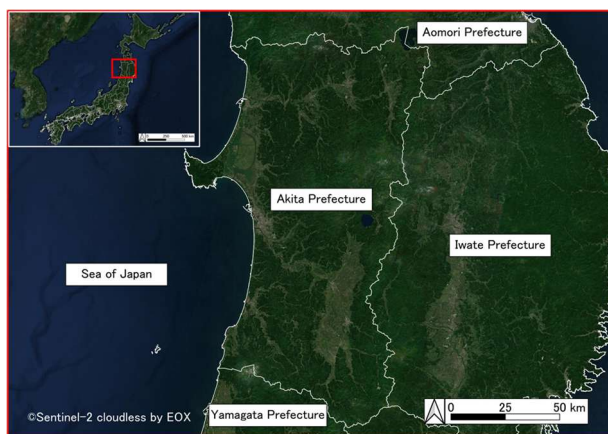 Aomori Prefecture
Akita Prefecture
Iwate Prefecture
Sea of Japan
©Sentinel-2 cloudless by EOX
Yamagata Prefecture
0 25 50 km